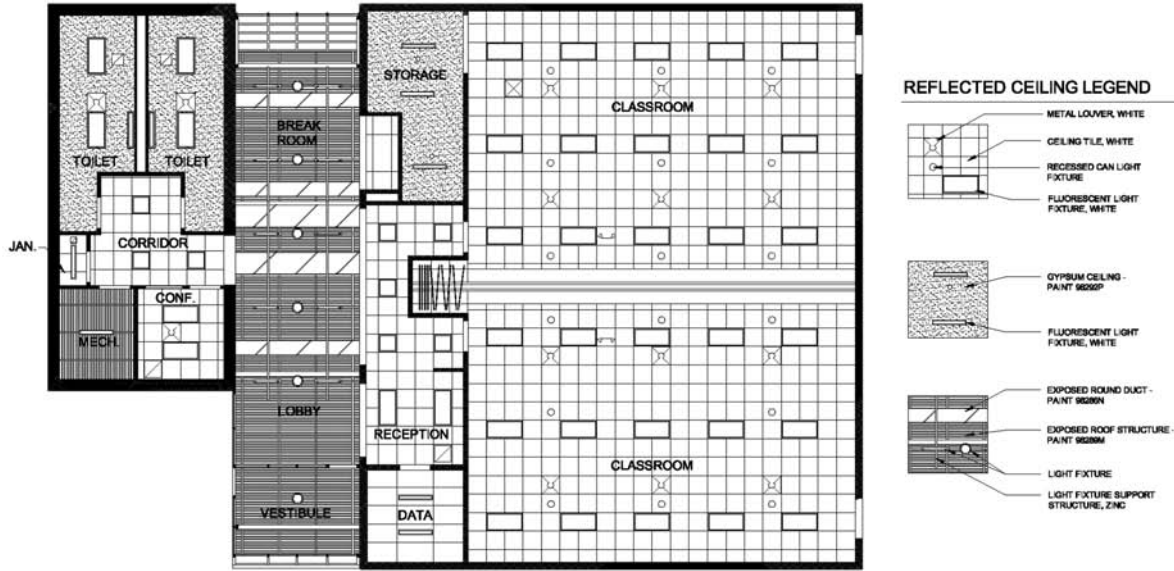 STORAGE
CLASSROOM
BREAK
ROOM
TOILET
TOILET
JAN.
CORRIDOR
CONF.
MECH.
LOBBY
RECEPTION
CLASSROOM
VESTIBULE
DATA
REFLECTED CEILING LEGEND
METAL LOUVER, WHITE
CEILING TILE, WHITE
RECESSED CAN LIGHT
FIXTURE
FLUORESCENT LIGHT
FIXTURE, WHITE
GYPSUM CEILING -
PAINT 98292P
FLUORESCENT LIGHT
FIXTURE, WHITE
EXPOSED ROUND DUCT -
PAINT 98286N
EXPOSED ROOF STRUCTURE -
PAINT 98289M
LIGHT FIXTURE
LIGHT FIXTURE SUPPORT
STRUCTURE, ZINC